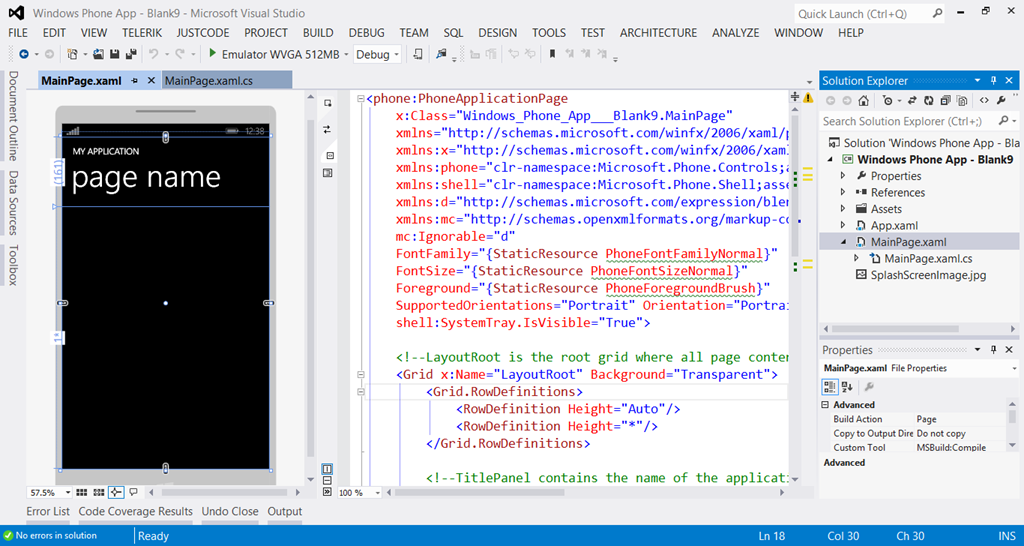 Windows Phone App - Blank9 - Microsoft Visual Studio
Quick Launch (Ctrl+Q)
FILE EDIT VIEW TELERIK JUSTCODE PROJECT BUILD DEBUG TEAM SQL DESIGN TOOLS TEST ARCHITECTURE ANALYZE WINDOW HELP
Emulator WVGA 512MB Debug
Document Outline
Data Sources
Toolbox
MainPage.xaml MainPage.xaml.cs
12:38
MY APPLICATION
page name
(161)
1*
57.5%
<phone:PhoneApplicationPage
x:Class="Windows_Phone_App___Blank9.MainPage"
xmlns="http://schemas.microsoft.com/winfx/2006/xaml/p
xmlns:x="http://schemas.microsoft.com/winfx/2006/xaml
xmlns:phone="clr-namespace:Microsoft.Phone.Controls;a
xmlns:shell="clr-namespace:Microsoft.Phone.Shell;asse
xmlns:d="http://schemas.microsoft.com/expression/blen
xmlns:mc="http://schemas.openxmlformats.org/markup-co
mc:Ignorable="d"
FontFamily="{StaticResource PhoneFontFamilyNormal}"
FontSize="{StaticResource PhoneFontSizeNormal}"
Foreground="{StaticResource PhoneForegroundBrush}"
SupportedOrientations="Portrait" Orientation="Portrai
shell:SystemTray.IsVisible="True">
<!--LayoutRoot is the root grid where all page conten
<Grid x:Name="LayoutRoot" Background="Transparent">
<Grid.RowDefinitions>
<RowDefinition Height="Auto"/>
<RowDefinition Height="*"/>
</Grid.RowDefinitions>
<!--TitlePanel contains the name of the applicati
100 %
Solution Explorer
Search Solution Explorer (Ctrl+;)
Solution 'Windows Phone App - Bla
Windows Phone App - Blank9
Properties
References
Assets
App.xaml
MainPage.xaml
MainPage.xaml.cs
SplashScreenImage.jpg
Properties
MainPage.xaml File Properties
Advanced
Build Action Page
Copy to Output Dire Do not copy
Custom Tool MSBuild:Compile
Advanced
Error List Code Coverage Results Undo Close Output
No errors in solution Ready Ln 18 Col 30 Ch 30 INS